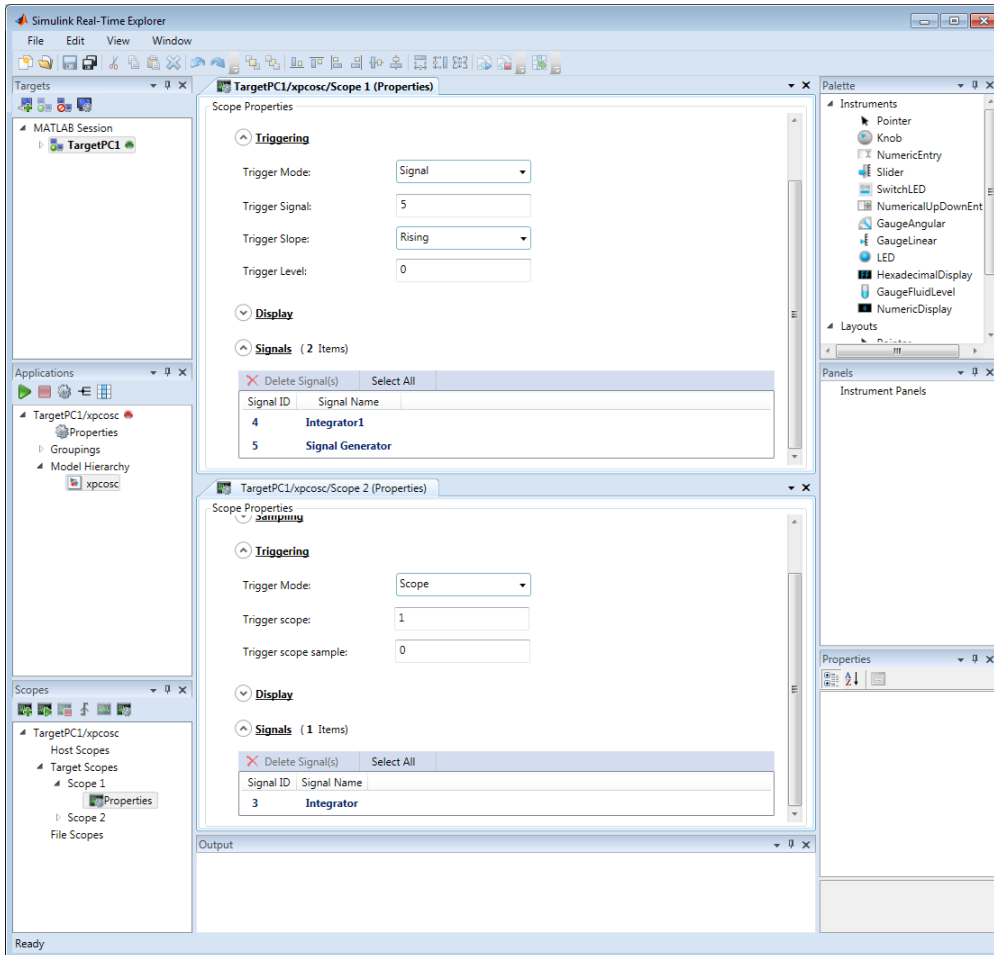 Simulink Real-Time Explorer
File Edit View Window
Targets
MATLAB Session
TargetPC1
Applications
TargetPC1/xpcosc
Properties
Groupings
Model Hierarchy
xpcosc
Scopes
TargetPC1/xpcosc
Host Scopes
Target Scopes
Scope 1
Properties
Scope 2
File Scopes
TargetPC1/xpcosc/Scope 1 (Properties)
Scope Properties
Triggering
Trigger Mode: Signal
Trigger Signal: 5
Trigger Slope: Rising
Trigger Level: 0
Display
Signals (2 Items)
Delete Signal(s) Select All
Signal ID Signal Name
4 Integrator1
5 Signal Generator
TargetPC1/xpcosc/Scope 2 (Properties)
Scope Properties
Sampling
Triggering
Trigger Mode: Scope
Trigger scope: 1
Trigger scope sample: 0
Display
Signals (1 Items)
Delete Signal(s) Select All
Signal ID Signal Name
3 Integrator
Output
Palette
Instruments
Pointer
Knob
NumericEntry
Slider
SwitchLED
NumericalUpDownEnt
GaugeAngular
GaugeLinear
LED
HexadecimalDisplay
GaugeFluidLevel
NumericDisplay
Layouts
Panels
Instrument Panels
Properties
Ready